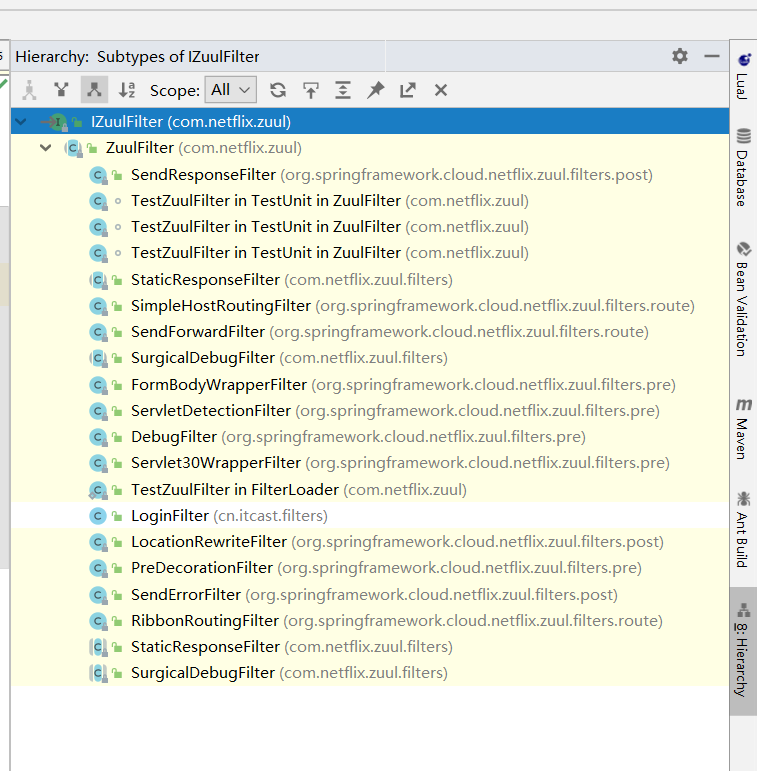 Hierarchy: Subtypes of IZuulFilter
Scope: All
IZuulFilter (com.netflix.zuul)
ZuulFilter (com.netflix.zuul)
SendResponseFilter (org.springframework.cloud.netflix.zuul.filters.post)
TestZuulFilter in TestUnit in ZuulFilter (com.netflix.zuul)
TestZuulFilter in TestUnit in ZuulFilter (com.netflix.zuul)
TestZuulFilter in TestUnit in ZuulFilter (com.netflix.zuul)
StaticResponseFilter (com.netflix.zuul.filters)
SimpleHostRoutingFilter (org.springframework.cloud.netflix.zuul.filters.route)
SendForwardFilter (org.springframework.cloud.netflix.zuul.filters.route)
SurgicalDebugFilter (com.netflix.zuul.filters)
FormBodyWrapperFilter (org.springframework.cloud.netflix.zuul.filters.pre)
ServletDetectionFilter (org.springframework.cloud.netflix.zuul.filters.pre)
DebugFilter (org.springframework.cloud.netflix.zuul.filters.pre)
Servlet30WrapperFilter (org.springframework.cloud.netflix.zuul.filters.pre)
TestZuulFilter in FilterLoader (com.netflix.zuul)
LoginFilter (cn.itcast.filters)
LocationRewriteFilter (org.springframework.cloud.netflix.zuul.filters.post)
PreDecorationFilter (org.springframework.cloud.netflix.zuul.filters.pre)
SendErrorFilter (org.springframework.cloud.netflix.zuul.filters.post)
RibbonRoutingFilter (org.springframework.cloud.netflix.zuul.filters.route)
StaticResponseFilter (com.netflix.zuul.filters)
SurgicalDebugFilter (com.netflix.zuul.filters)
LuaJ
Database
Bean Validation
Maven
Ant Build
8: Hierarchy